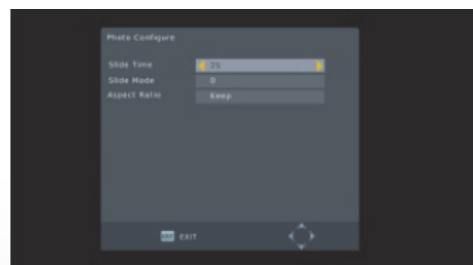 Photo Configure
Slide Time 2S
Slide Mode 0
Aspect Ratio Keep
EXIT